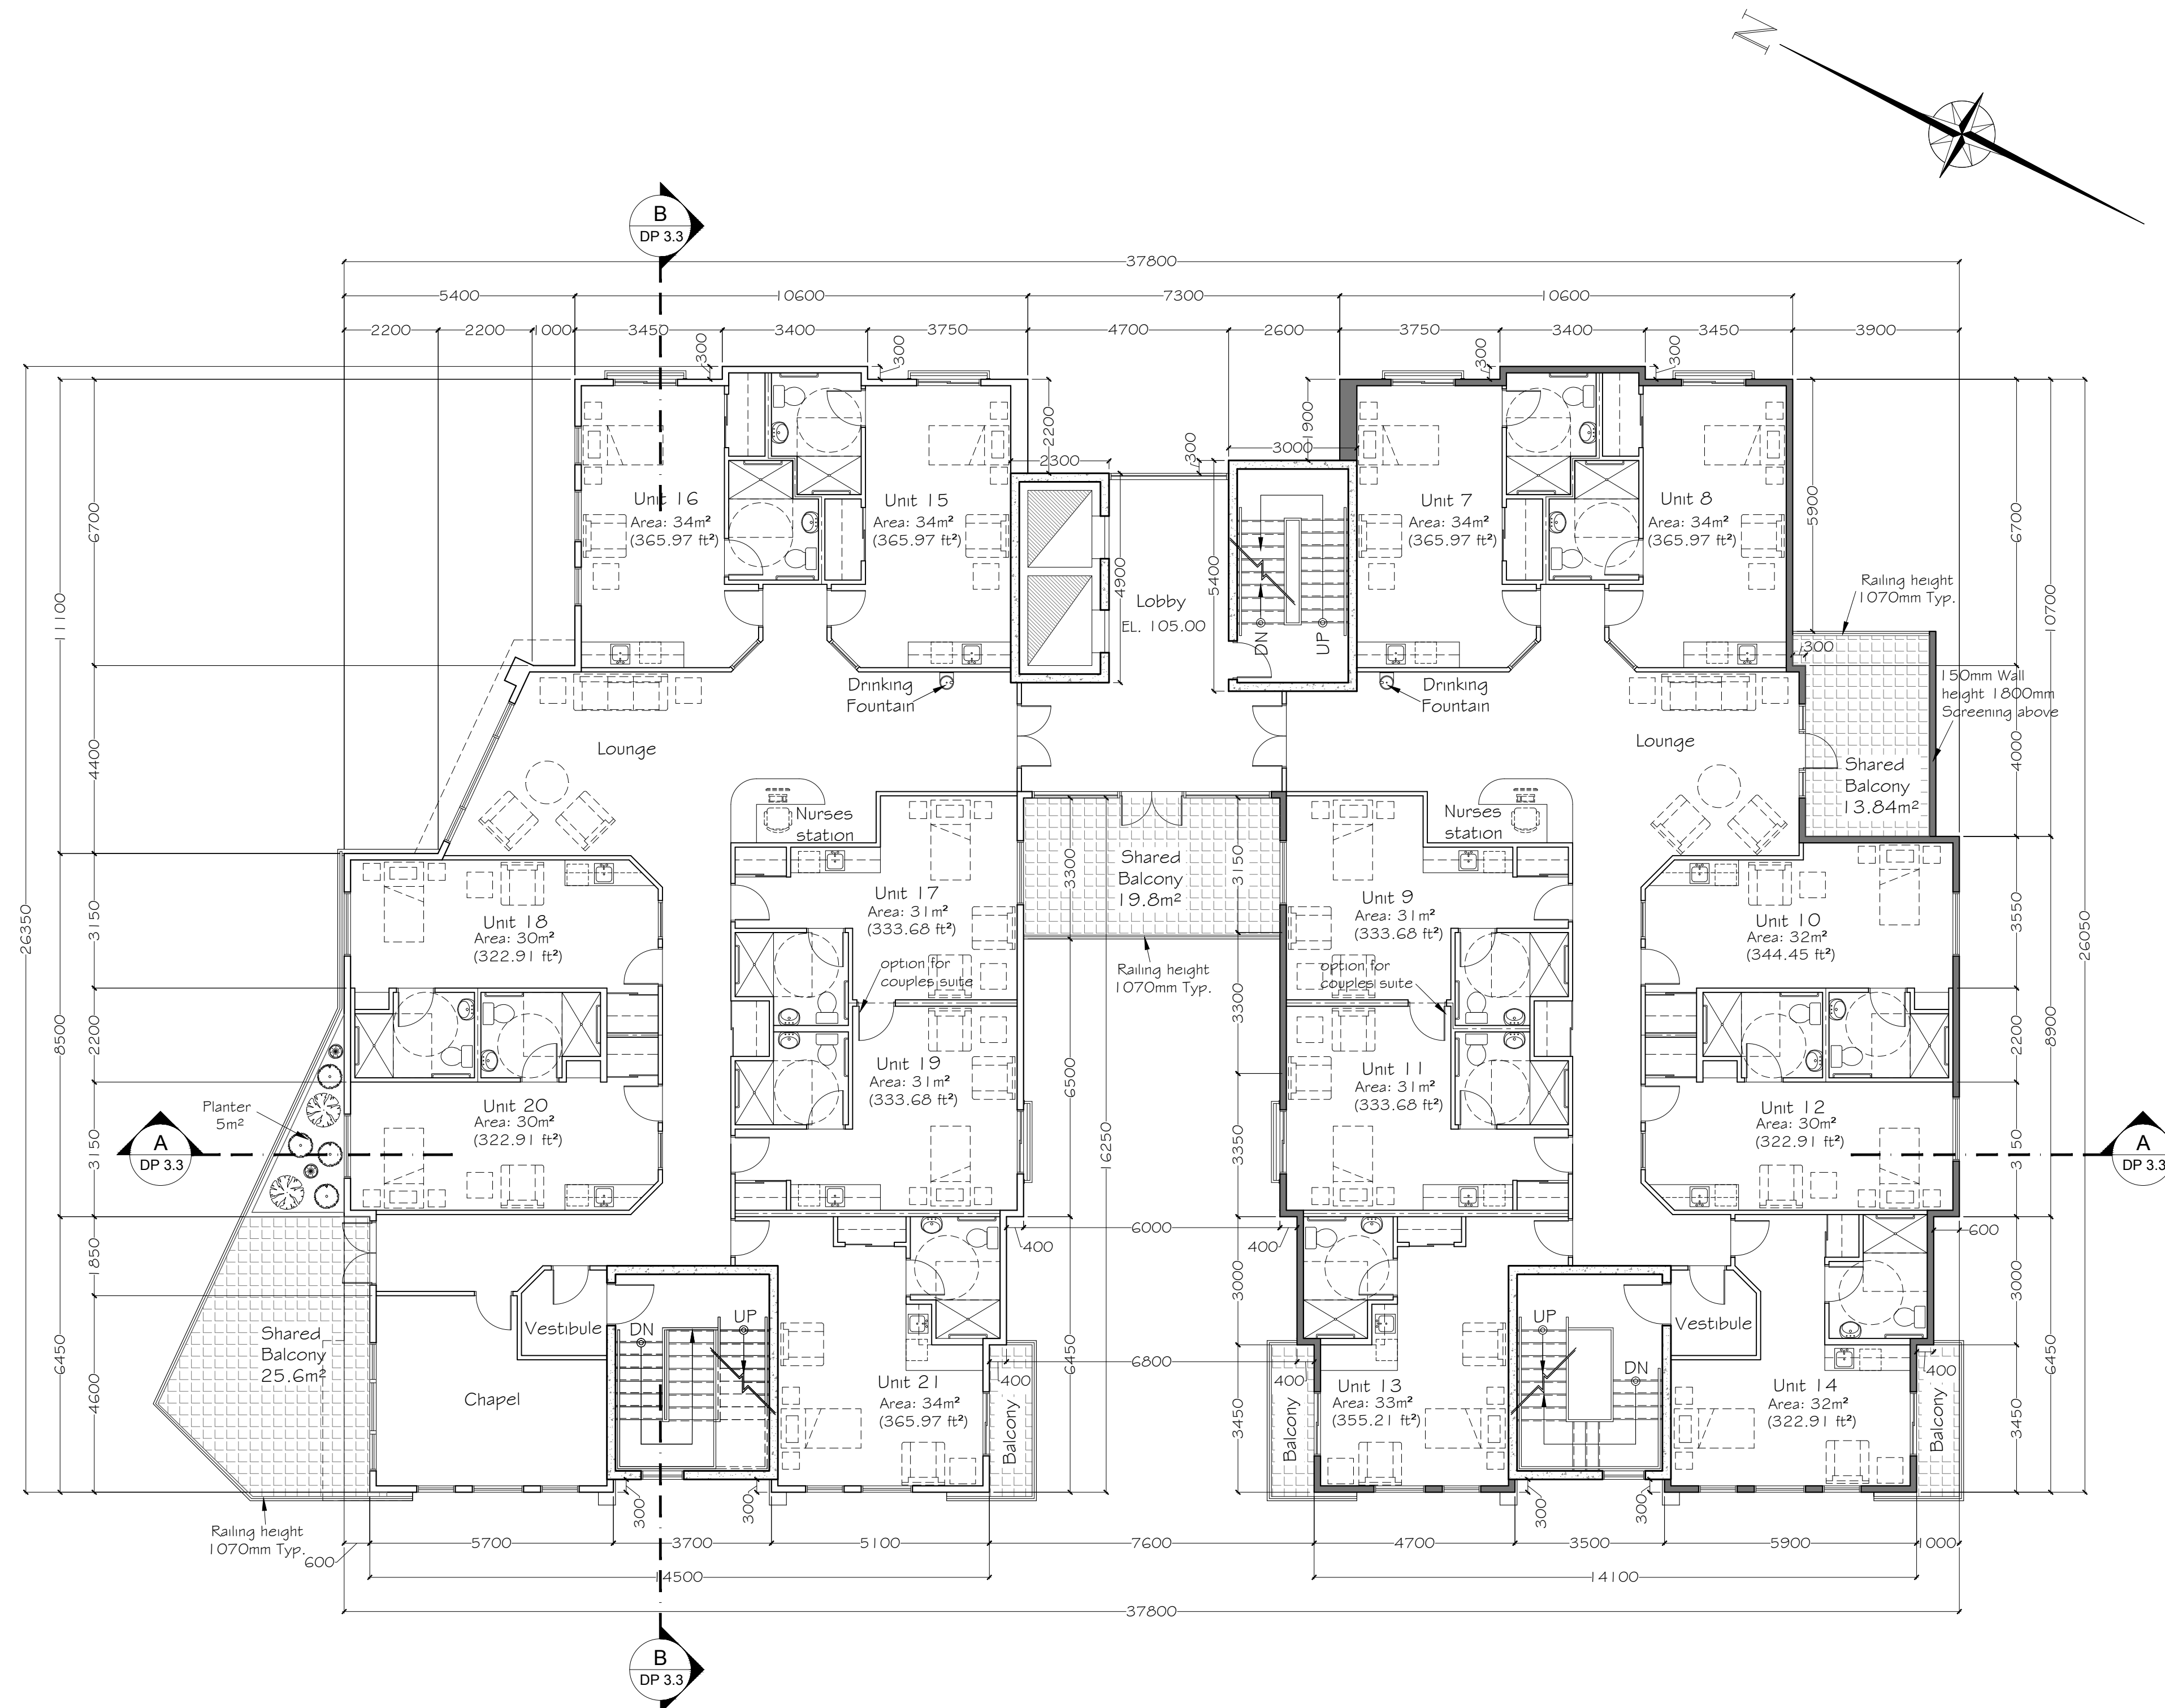 N
B
DP 3.3
37800
5400
10600
7300
10600
2200
2200
1000
3450
3400
3750
4700
2600
3750
3400
3450
3900
300
300
300
300
2200
1900
2300
3000
300
26350
11100
6700
5900
6700
10700
26050
Unit 16
Area: 34m²
(365.97 ft²)
Unit 15
Area: 34m²
(365.97 ft²)
Unit 7
Area: 34m²
(365.97 ft²)
Unit 8
Area: 34m²
(365.97 ft²)
4900
5400
Lobby
EL. 105.00
DN
UP
Railing height
1070mm Typ.
300
Drinking
Fountain
Drinking
Fountain
150mm Wall
height 1800mm
Screening above
4400
Lounge
Lounge
4000
Shared
Balcony
13.84m²
Nurses
station
Nurses
station
Shared
Balcony
19.8m²
3300
3150
8500
3150
Unit 18
Area: 30m²
(322.91 ft²)
Unit 17
Area: 31m²
(333.68 ft²)
Unit 9
Area: 31m²
(333.68 ft²)
Unit 10
Area: 32m²
(344.45 ft²)
3550
option for
couples suite
Railing height
1070mm Typ.
option for
couples suite
2200
3300
2200
8900
Unit 19
Area: 31m²
(333.68 ft²)
Unit 11
Area: 31m²
(333.68 ft²)
6500
Planter
5m²
Unit 20
Area: 30m²
(322.91 ft²)
Unit 12
Area: 30m²
(322.91 ft²)
A
DP 3.3
3150
16250
3350
3150
A
DP 3.3
6000
400
400
600
1850
3000
3000
6450
4600
Shared
Balcony
25.6m²
Vestibule
DN
UP
UP
DN
Vestibule
6450
6800
400
400
400
6450
Chapel
Unit 21
Area: 34m²
(365.97 ft²)
Balcony
3450
Balcony
Unit 13
Area: 33m²
(355.21 ft²)
Unit 14
Area: 32m²
(322.91 ft²)
Balcony
3450
300
300
300
300
Railing height
1070mm Typ.
600
5700
3700
5100
7600
4700
3500
5900
1000
14500
14100
37800
B
DP 3.3